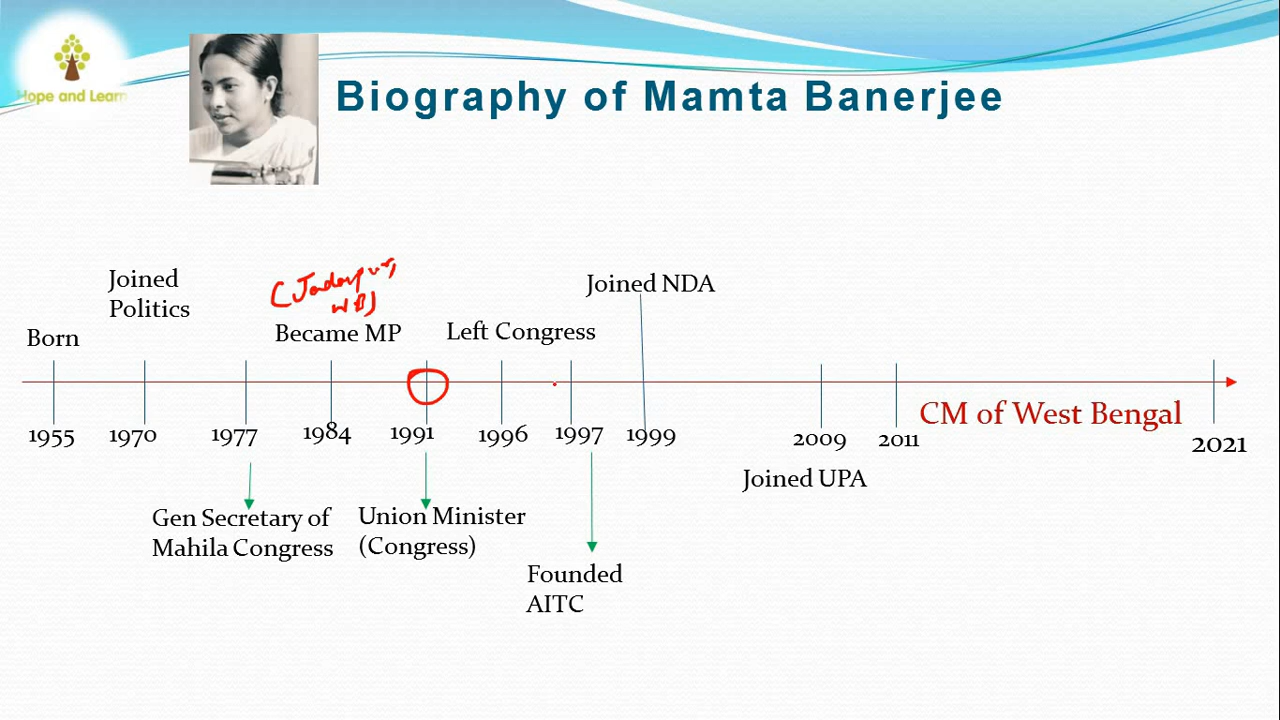 Hope and Learn
Biography of Mamta Banerjee
Joined NDA
Joined
Politics
(Jadavpur,
WB)
Born
Became MP
Left Congress
CM of West Bengal
1955
1970
1977
1984
1991
1996
1997
1999
2009
2011
2021
Joined UPA
Gen Secretary of
Mahila Congress
Union Minister
(Congress)
Founded
AITC